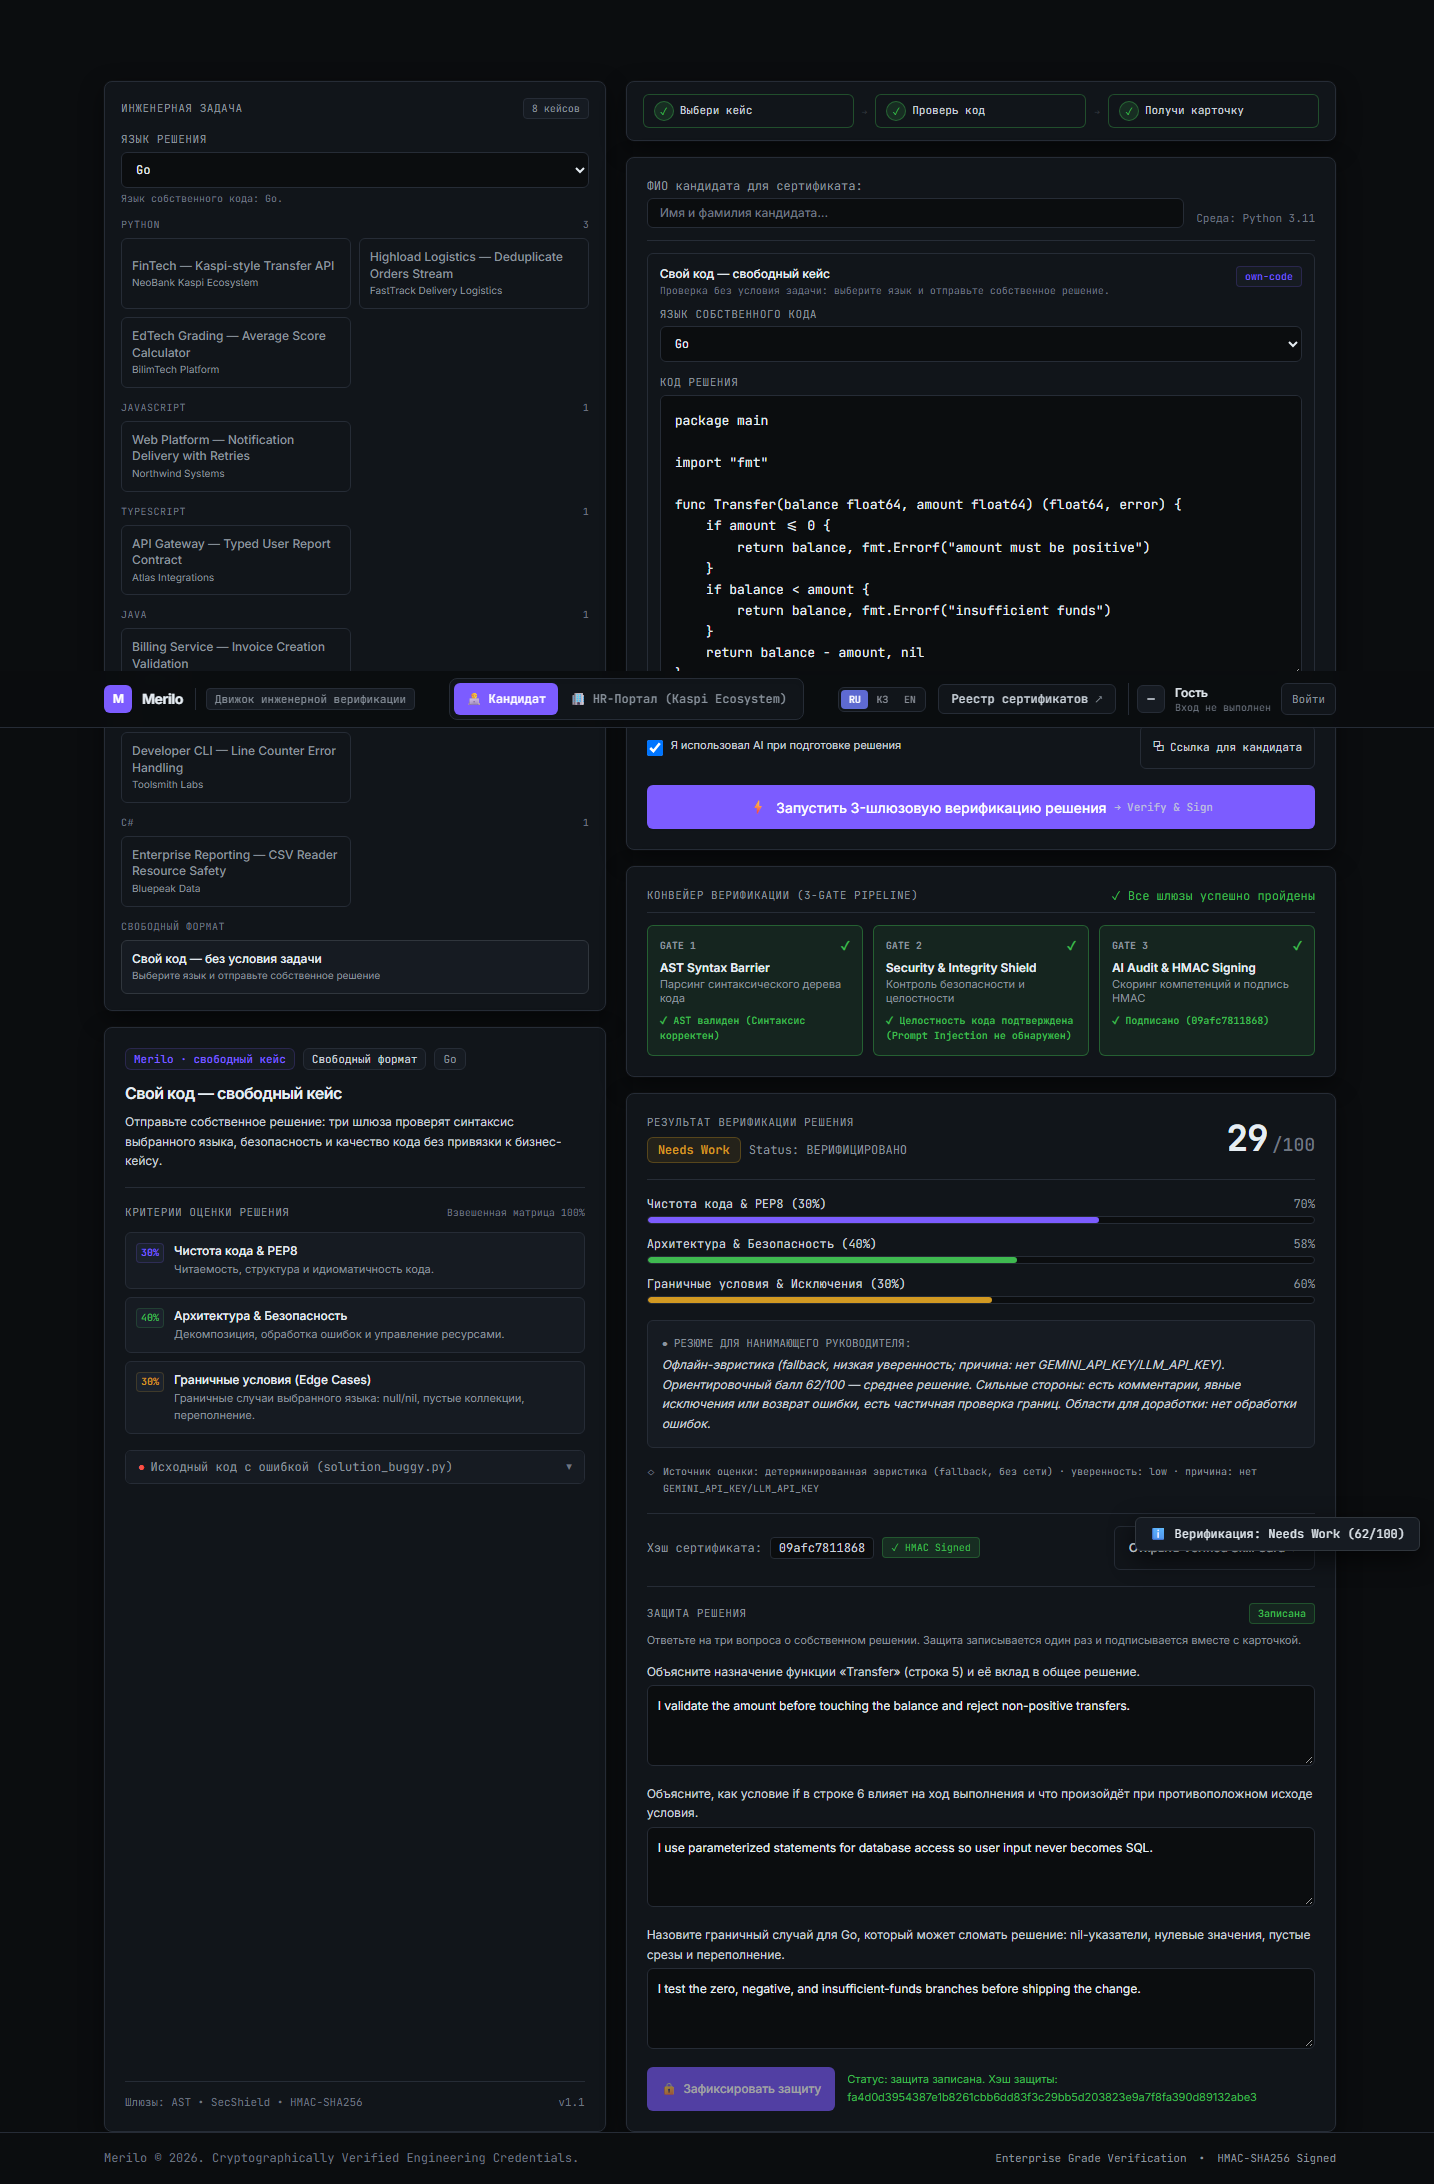 ИНЖЕНЕРНАЯ ЗАДАЧА
8 кейсов
ЯЗЫК РЕШЕНИЯ
Go
Язык собственного кода: Go.
PYTHON
3
FinTech — Kaspi-style Transfer API
NeoBank Kaspi Ecosystem
Highload Logistics — Deduplicate
Orders Stream
FastTrack Delivery Logistics
EdTech Grading — Average Score
Calculator
BilimTech Platform
JAVASCRIPT
1
Web Platform — Notification
Delivery with Retries
Northwind Systems
TYPESCRIPT
1
API Gateway — Typed User Report
Contract
Atlas Integrations
JAVA
1
Billing Service — Invoice Creation
Validation
✓ Выбери кейс
→
✓ Проверь код
→
✓ Получи карточку
ФИО кандидата для сертификата:
Имя и фамилия кандидата...
Среда: Python 3.11
Свой код — свободный кейс
own-code
Проверка без условия задачи: выберите язык и отправьте собственное решение.
ЯЗЫК СОБСТВЕННОГО КОДА
Go
КОД РЕШЕНИЯ
package main
import "fmt"
func Transfer(balance float64, amount float64) (float64, error) {
    if amount <= 0 {
        return balance, fmt.Errorf("amount must be positive")
    }
    if balance < amount {
        return balance, fmt.Errorf("insufficient funds")
    }
    return balance - amount, nil
}
M
Merilo
Движок инженерной верификации
Кандидат
HR-Портал (Kaspi Ecosystem)
RU
КЗ
EN
Реестр сертификатов ↗
—
Гость
Вход не выполнен
Войти
Developer CLI — Line Counter Error
Handling
Toolsmith Labs
C#
1
Enterprise Reporting — CSV Reader
Resource Safety
Bluepeak Data
СВОБОДНЫЙ ФОРМАТ
Свой код — без условия задачи
Выберите язык и отправьте собственное решение
Я использовал AI при подготовке решения
Ссылка для кандидата
Запустить 3-шлюзовую верификацию решения → Verify & Sign
КОНВЕЙЕР ВЕРИФИКАЦИИ (3-GATE PIPELINE)
✓ Все шлюзы успешно пройдены
GATE 1
✓
AST Syntax Barrier
Парсинг синтаксического дерева
кода
✓ AST валиден (Синтаксис
корректен)
GATE 2
✓
Security & Integrity Shield
Контроль безопасности и
целостности
✓ Целостность кода подтверждена
(Prompt Injection не обнаружен)
GATE 3
✓
AI Audit & HMAC Signing
Скоринг компетенций и подпись
HMAC
✓ Подписано (09afc7811868)
Merilo · свободный кейс
Свободный формат
Go
Свой код — свободный кейс
Отправьте собственное решение: три шлюза проверят синтаксис
выбранного языка, безопасность и качество кода без привязки к бизнес-
кейсу.
КРИТЕРИИ ОЦЕНКИ РЕШЕНИЯ
Взвешенная матрица 100%
30%
Чистота кода & PEP8
Читаемость, структура и идиоматичность кода.
40%
Архитектура & Безопасность
Декомпозиция, обработка ошибок и управление ресурсами.
30%
Граничные условия (Edge Cases)
Граничные случаи выбранного языка: null/nil, пустые коллекции,
переполнение.
● Исходный код с ошибкой (solution_buggy.py)
▼
РЕЗУЛЬТАТ ВЕРИФИКАЦИИ РЕШЕНИЯ
Needs Work
Status: ВЕРИФИЦИРОВАНО
29 /100
Чистота кода & PEP8 (30%)
70%
Архитектура & Безопасность (40%)
58%
Граничные условия & Исключения (30%)
60%
● РЕЗЮМЕ ДЛЯ НАНИМАЮЩЕГО РУКОВОДИТЕЛЯ:
Офлайн-эвристика (fallback, низкая уверенность; причина: нет GEMINI_API_KEY/LLM_API_KEY).
Ориентировочный балл 62/100 — среднее решение. Сильные стороны: есть комментарии, явные
исключения или возврат ошибки, есть частичная проверка границ. Области для доработки: нет обработки
ошибок.
◇ Источник оценки: детерминированная эвристика (fallback, без сети) · уверенность: low · причина: нет
GEMINI_API_KEY/LLM_API_KEY
Верификация: Needs Work (62/100)
Хэш сертификата:
09afc7811868
✓ HMAC Signed
ЗАЩИТА РЕШЕНИЯ
Записана
Ответьте на три вопроса о собственном решении. Защита записывается один раз и подписывается вместе с карточкой.
Объясните назначение функции «Transfer» (строка 5) и её вклад в общее решение.
I validate the amount before touching the balance and reject non-positive transfers.
Объясните, как условие if в строке 6 влияет на ход выполнения и что произойдёт при противоположном исходе
условия.
I use parameterized statements for database access so user input never becomes SQL.
Назовите граничный случай для Go, который может сломать решение: nil-указатели, нулевые значения, пустые
срезы и переполнение.
I test the zero, negative, and insufficient-funds branches before shipping the change.
Зафиксировать защиту
Статус: защита записана. Хэш защиты:
fa4d0d3954387e1b8261cbb6dd83f3c29bb5d203823e9a7f8fa390d89132abe3
Шлюзы: AST • SecShield • HMAC-SHA256
v1.1
Merilo © 2026. Cryptographically Verified Engineering Credentials.
Enterprise Grade Verification • HMAC-SHA256 Signed